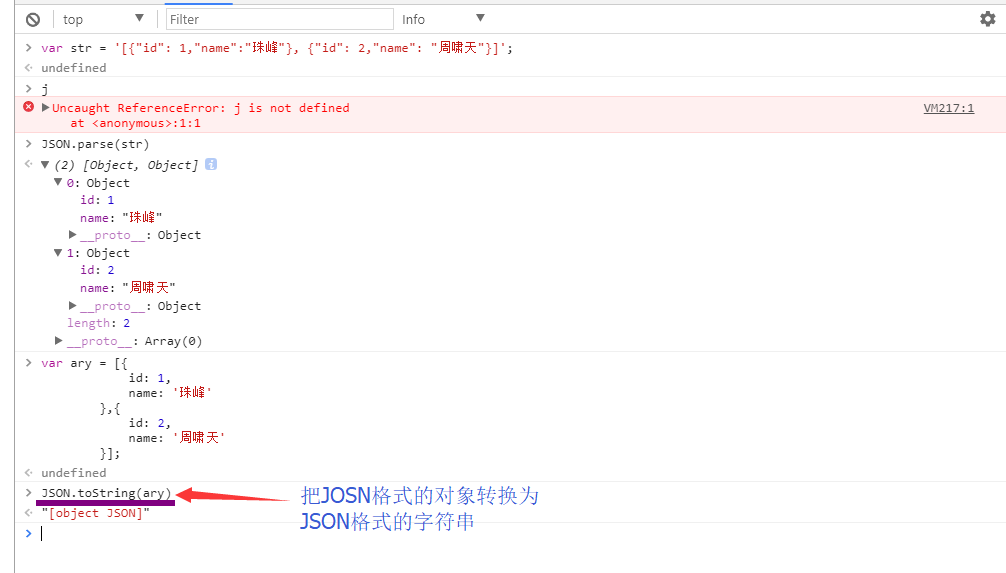 top Filter Info
var str = '[{"id": 1,"name":"珠峰"}, {"id": 2,"name": "周啸天"}]';
undefined
j
Uncaught ReferenceError: j is not defined VM217:1
at <anonymous>:1:1
JSON.parse(str)
(2) [Object, Object] i
0: Object
id: 1
name: "珠峰"
__proto__: Object
1: Object
id: 2
name: "周啸天"
__proto__: Object
length: 2
__proto__: Array(0)
var ary = [{
id: 1,
name: '珠峰'
},{
id: 2,
name: '周啸天'
}];
undefined
JSON.toString(ary) 把JOSN格式的对象转换为
JSON格式的字符串
"[object JSON]"